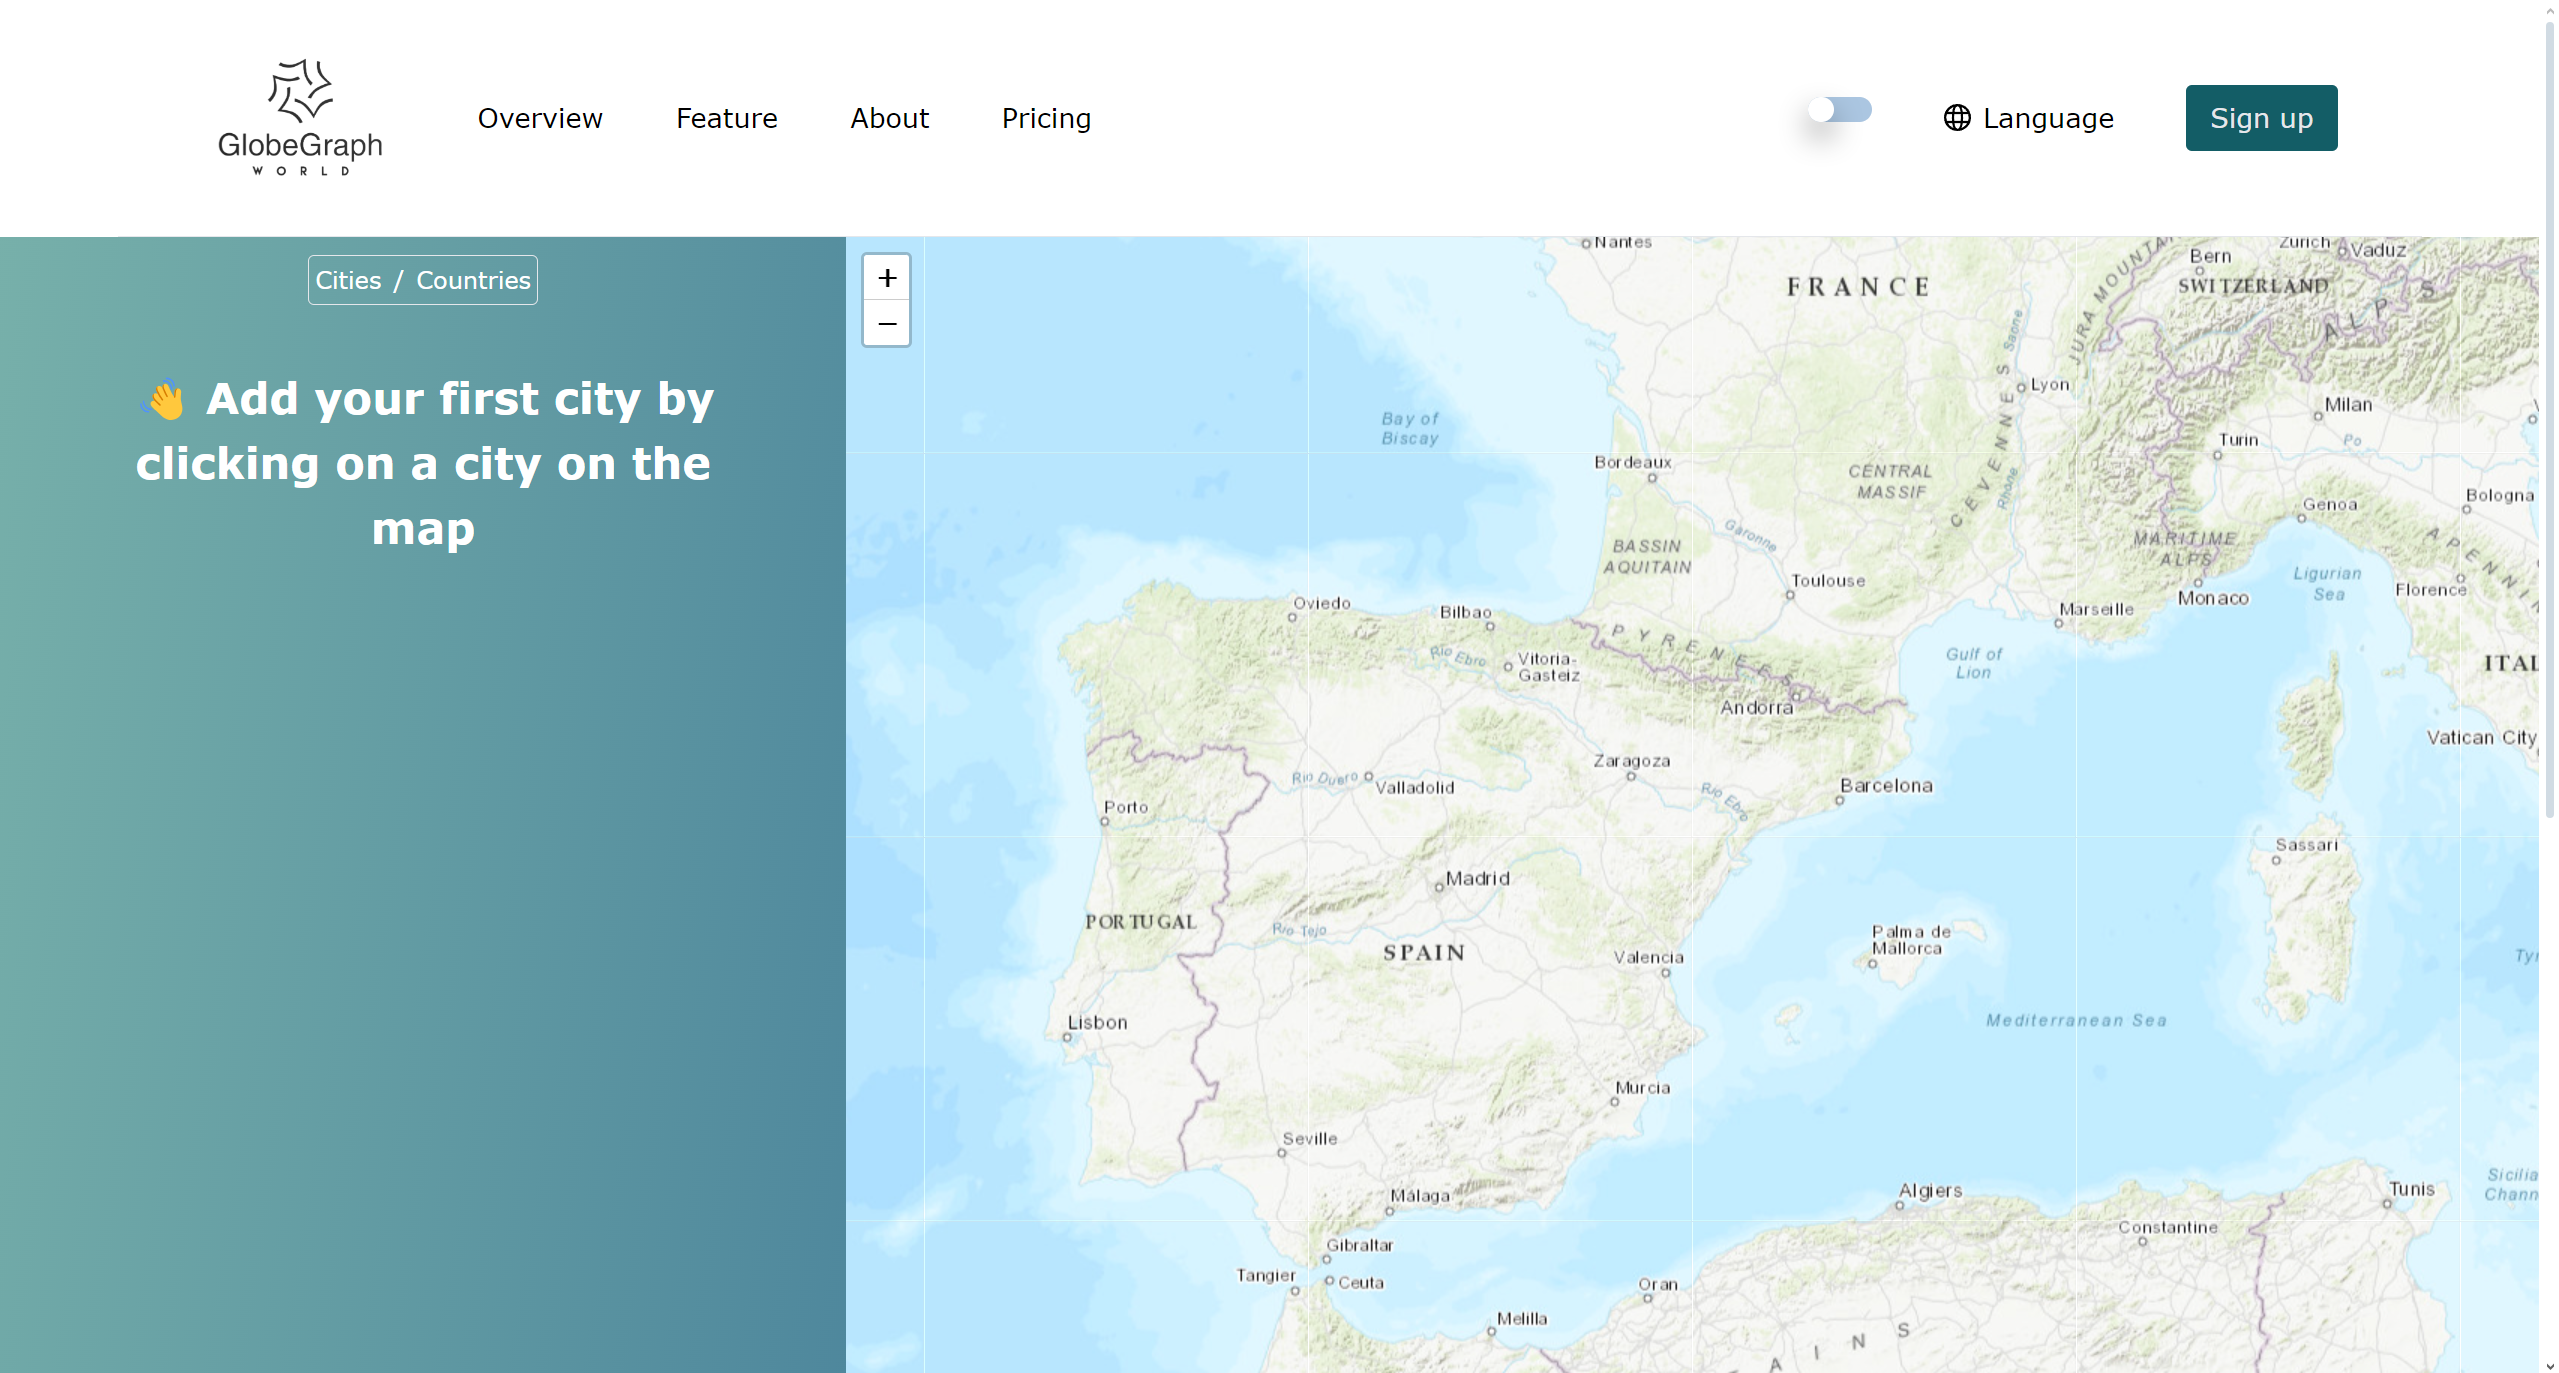 GlobeGraph
WORLD
Overview
Feature
About
Pricing
Language
Sign up
Cities / Countries
👋 Add your first city by
clicking on a city on the
map
+
−
Nantes
FRANCE
JURA MOUNTA
Bern
Zurich
Vaduz
SWITZERLAND
ALPS
Saone
Lyon
Milan
Bay of
Biscay
Turin
Po
Bordeaux
CENTRAL
MASSIF
CEVENNES
Rhone
Bologna
Genoa
Garonne
BASSIN
AQUITAIN
MARITIME
ALPS
APENNIN
Ligurian
Sea
Toulouse
Florence
Monaco
Marseille
Oviedo
Bilbao
PYRENEES
Rio Ebro
Vitoria-
Gasteiz
Gulf of
Lion
ITAL
Andorra
Vatican City
Zaragoza
Rio Duero
Valladolid
Barcelona
Rio Ebro
Porto
Sassari
Madrid
PORTUGAL
Rio Tejo
SPAIN
Valencia
Palma de
Mallorca
Tyr
Lisbon
Mediterranean Sea
Murcia
Seville
Málaga
Algiers
Tunis
Sicilia
Chann
Constantine
Gibraltar
Tangier
Ceuta
Oran
Melilla
AINS